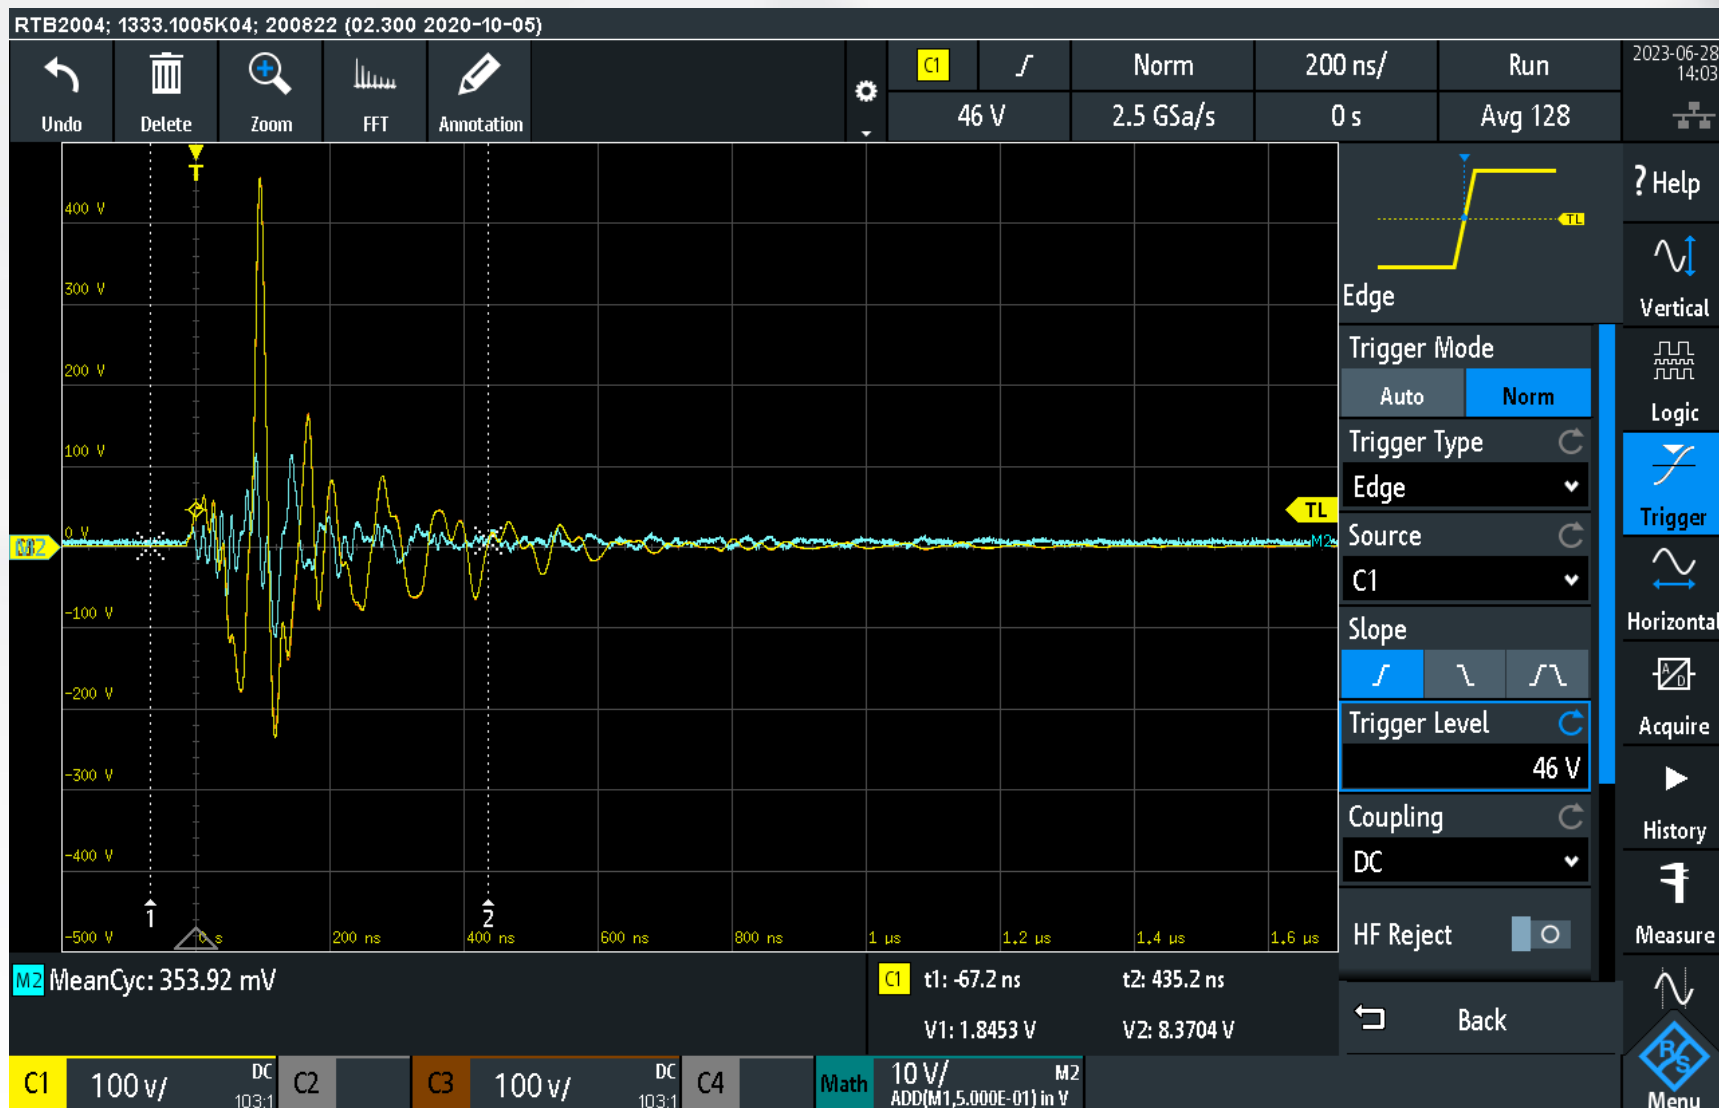 RTB2004; 1333.1005K04; 200822 (02.300 2020-10-05)
Undo
Delete
Zoom
FFT
Annotation
C1
Norm
200 ns/
Run
46 V
2.5 GSa/s
0 s
Avg 128
2023-06-28
14:03
T
400 V
300 V
200 V
100 V
0 V
-100 V
-200 V
-300 V
-400 V
-500 V
TL
M2
1
2
0 s
200 ns
400 ns
600 ns
800 ns
1 µs
1.2 µs
1.4 µs
1.6 µs
TL
Edge
Trigger Mode
Auto
Norm
Trigger Type
Edge
Source
C1
Slope
Trigger Level
46 V
Coupling
DC
HF Reject
Back
? Help
Vertical
Logic
Trigger
Horizontal
Acquire
History
Measure
Menu
M2 MeanCyc: 353.92 mV
C1 t1: -67.2 ns t2: 435.2 ns
V1: 1.8453 V V2: 8.3704 V
C1 100 V/ DC 103:1
C2
C3 100 V/ DC 103:1
C4
Math 10 V/ M2
ADD(M1,5.000E-01) in V